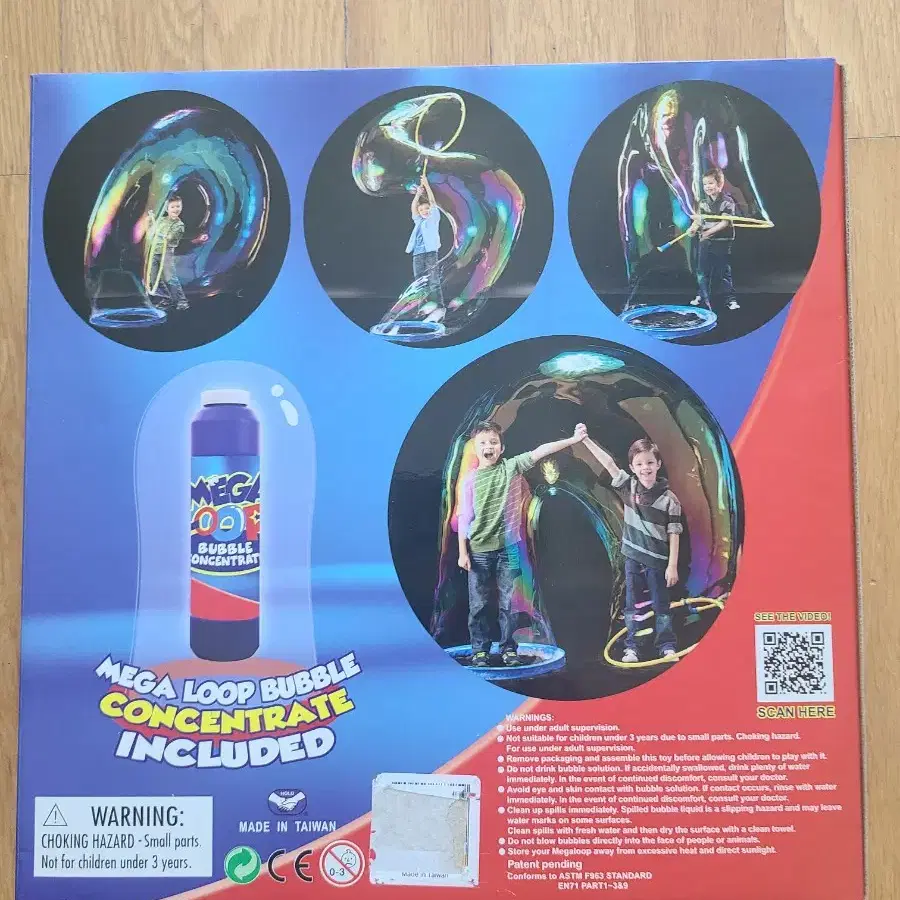 MEGA
LOOP
BUBBLE
CONCENTRAT
MEGA LOOP BUBBLE
CONCENTRATE
INCLUDED
SEE THE VIDEO!
SCAN HERE
WARNINGS:
Use under adult supervision.
Not suitable for children under 3 years due to small parts. Choking hazard.
For use under adult supervision.
Remove packaging and assemble this toy before allowing children to play with it.
Do not drink bubble solution. If accidentally swallowed, drink plenty of water
immediately. In the event of continued discomfort, consult your doctor.
Avoid eye and skin contact with bubble solution. If contact occurs, rinse with water
immediately. In the event of continued discomfort, consult your doctor.
Clean up spills immediately. Spilled bubble liquid is a slipping hazard and may leave
water marks on some surfaces.
Clean spills with fresh water and then dry the surface with a clean towel.
Do not blow bubbles directly into the face of people or animals.
Store your Megaloop away from excessive heat and direct sunlight.
Patent pending
Conforms to ASTM F963 STANDARD
EN71 PART1~3&9
WARNING:
CHOKING HAZARD - Small parts.
Not for children under 3 years.
HOLD
MADE IN TAIWAN
CE
0-3
Made in Taiwan